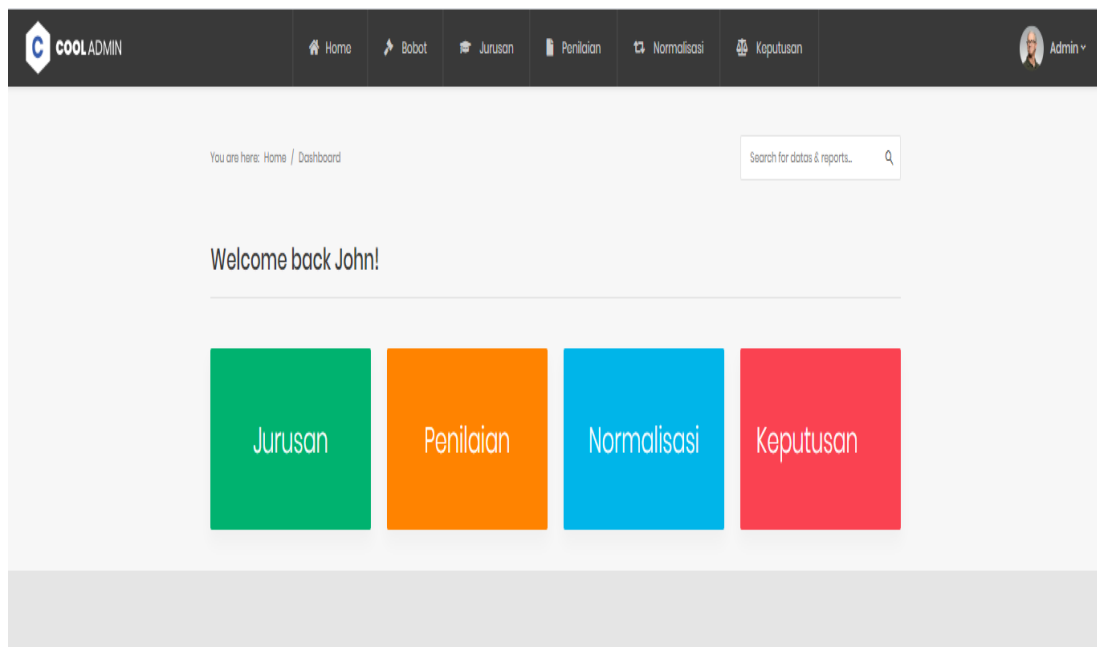 C COOL ADMIN Home Bobot Jurusan Penilaian Normalisasi Keputusan Admin
You are here: Home / Dashboard Search for datas & reports...
Welcome back John!
Jurusan Penilaian Normalisasi Keputusan